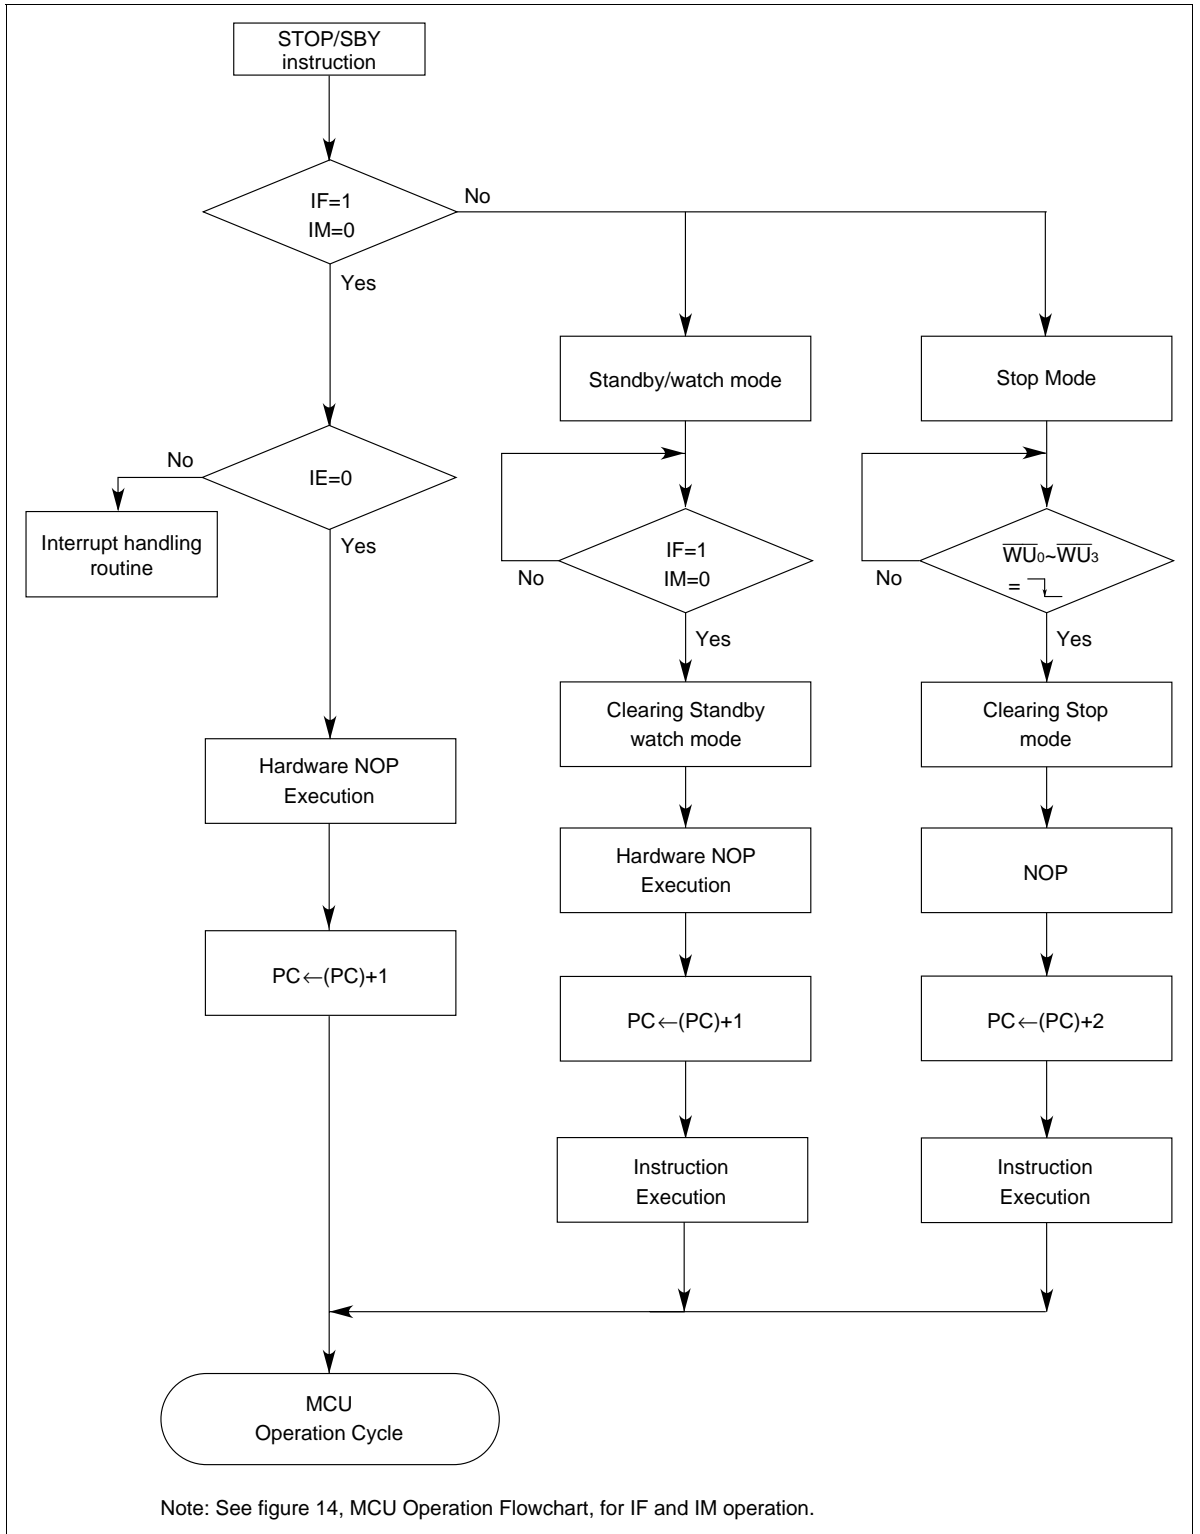 STOP/SBY
instruction
IF=1
IM=0
No
Yes
Standby/watch mode
Stop Mode
No
IE=0
Yes
Interrupt handling
routine
IF=1
IM=0
No
Yes
W̅U̅₀~W̅U̅₃
=
No
Yes
Clearing Standby
watch mode
Clearing Stop
mode
Hardware NOP
Execution
Hardware NOP
Execution
NOP
PC←(PC)+1
PC←(PC)+1
PC←(PC)+2
Instruction
Execution
Instruction
Execution
MCU
Operation Cycle
Note: See figure 14, MCU Operation Flowchart, for IF and IM operation.